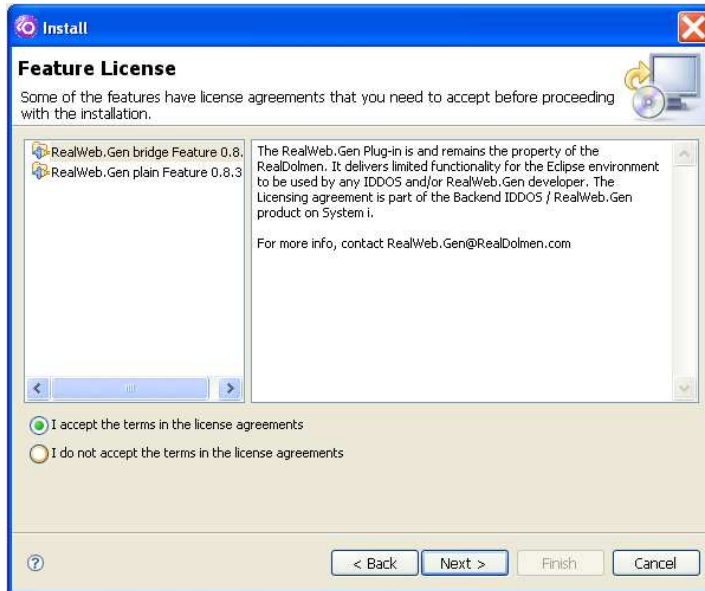 Install
Feature License
Some of the features have license agreements that you need to accept before proceeding
with the installation.
RealWeb.Gen bridge Feature 0.8.
RealWeb.Gen plain Feature 0.8.3
The RealWeb.Gen Plug-in is and remains the property of the
RealDolmen. It delivers limited functionality for the Eclipse environment
to be used by any IDDOS and/or RealWeb.Gen developer. The
Licensing agreement is part of the Backend IDDOS / RealWeb.Gen
product on System i.
For more info, contact RealWeb.Gen@RealDolmen.com
I accept the terms in the license agreements
I do not accept the terms in the license agreements
?
< Back
Next >
Finish
Cancel